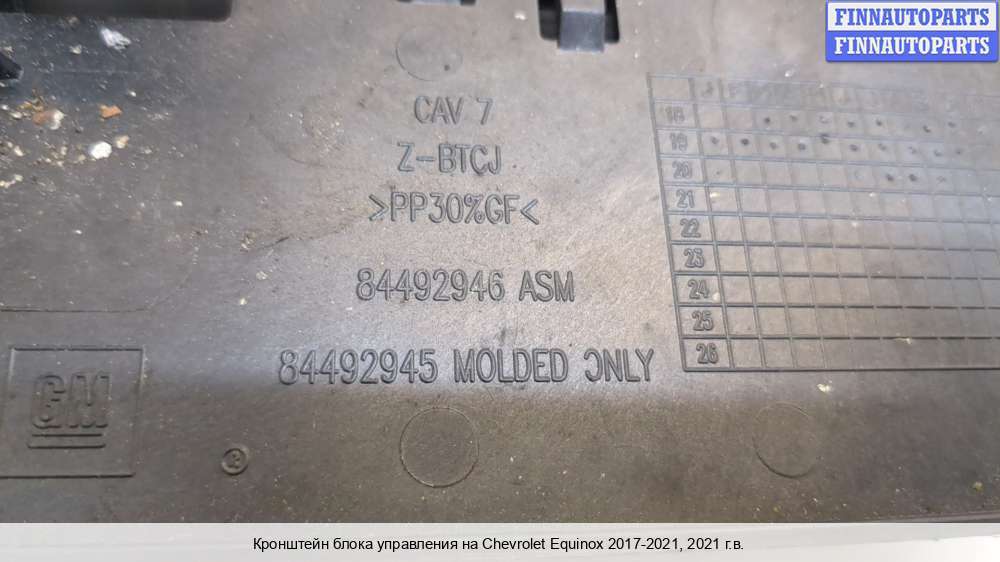 FINNAUTOPARTS
FINNAUTOPARTS
CAV 7
Z-BTCJ
>PP30%GF<
84492946 ASM
84492945 MOLDED ONLY
GM
18
19
20
21
22
23
24
25
26
Кронштейн блока управления на Chevrolet Equinox 2017-2021, 2021 г.в.